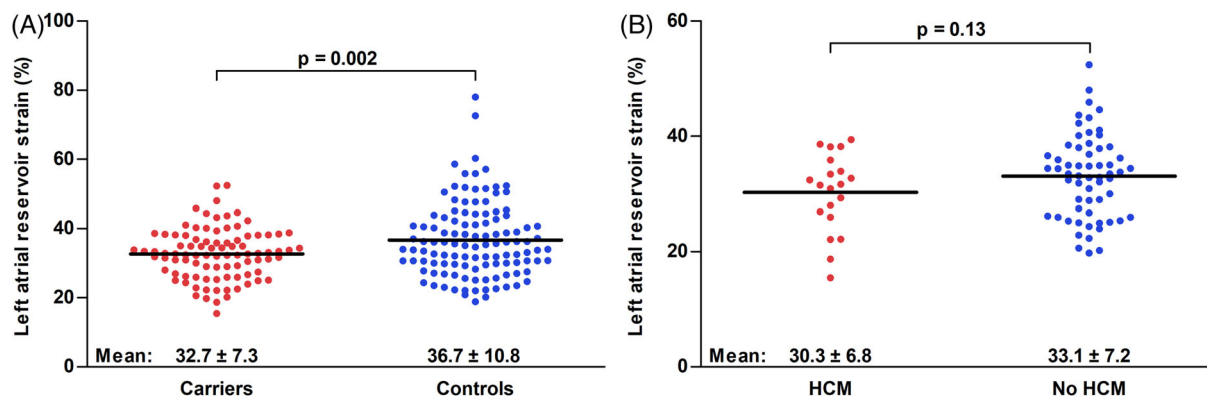 (A)
Left atrial reservoir strain (%)
100
80
60
40
20
0
p = 0.002
Mean: 32.7 ± 7.3 36.7 ± 10.8
Carriers Controls
(B)
Left atrial reservoir strain (%)
60
40
20
0
p = 0.13
Mean: 30.3 ± 6.8 33.1 ± 7.2
HCM No HCM